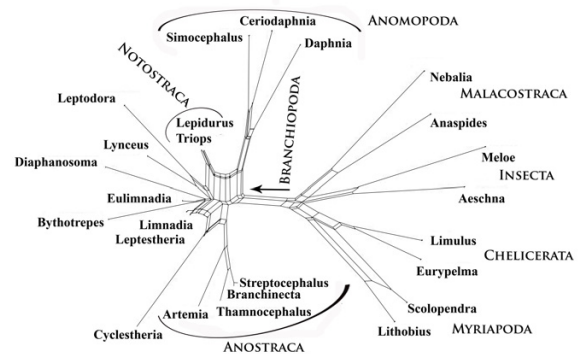 Ceriodaphnia
ANOMOPODA
Simocephalus
Daphnia
NOTOSTRACA
Nebalia
MALACOSTRACA
Leptodora
Lepidurus
Triops
BRANCHIOPODA
Anaspides
Lynceus
Meloe
INSECTA
Diaphanosoma
Aeschna
Eulimnadia
Bythotrepes
Limnadia
Leptestheria
Limulus
CHELICERATA
Eurypelma
Streptocephalus
Branchinecta
Artemia
Thamnocephalus
Scolopendra
Cyclestheria
Lithobius
MYRIAPODA
ANOSTRACA